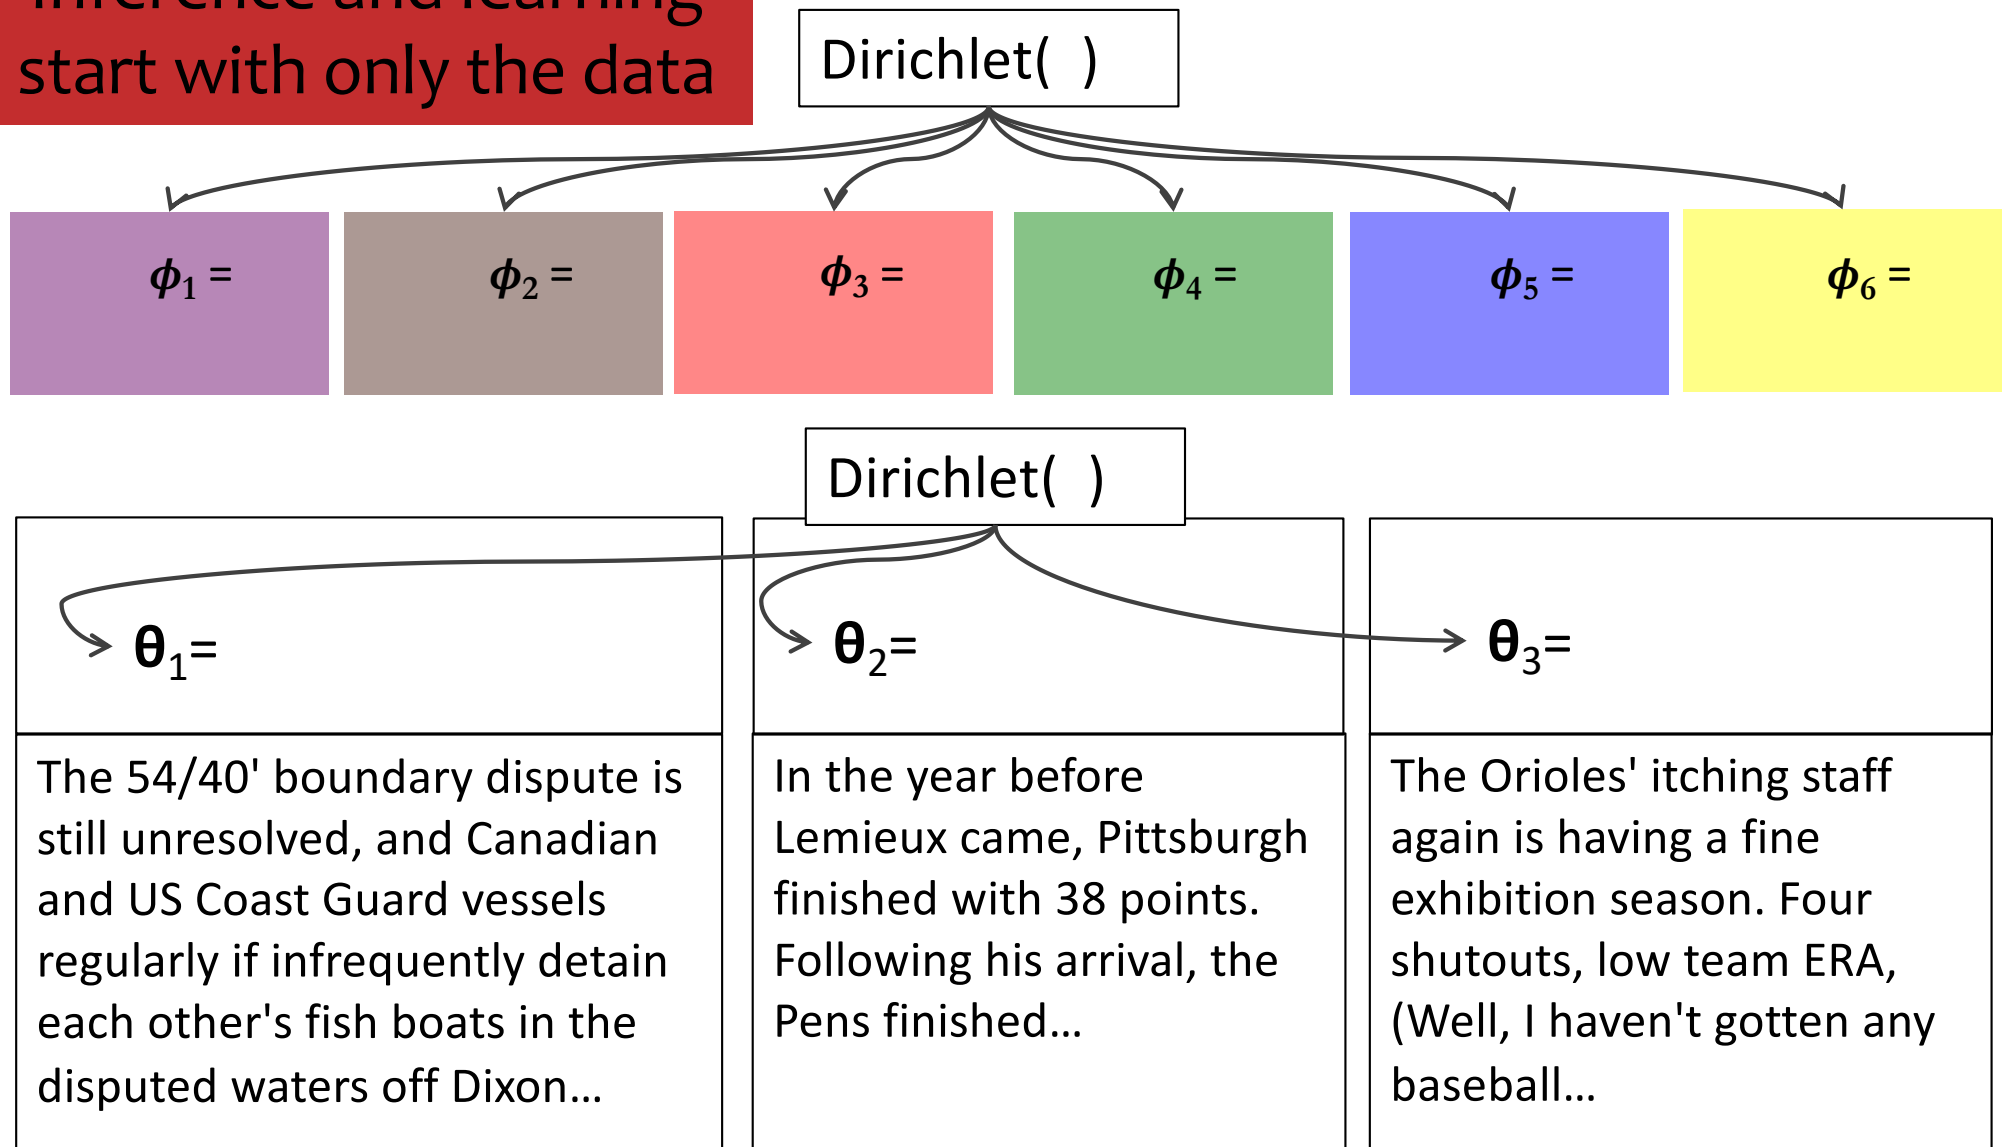 inference and learning
start with only the data
Dirichlet( )
ϕ1 =
ϕ2 =
ϕ3 =
ϕ4 =
ϕ5 =
ϕ6 =
Dirichlet( )
θ1=
θ2=
θ3=
The 54/40' boundary dispute is
still unresolved, and Canadian
and US Coast Guard vessels
regularly if infrequently detain
each other's fish boats in the
disputed waters off Dixon…
In the year before
Lemieux came, Pittsburgh
finished with 38 points.
Following his arrival, the
Pens finished…
The Orioles' itching staff
again is having a fine
exhibition season. Four
shutouts, low team ERA,
(Well, I haven't gotten any
baseball…